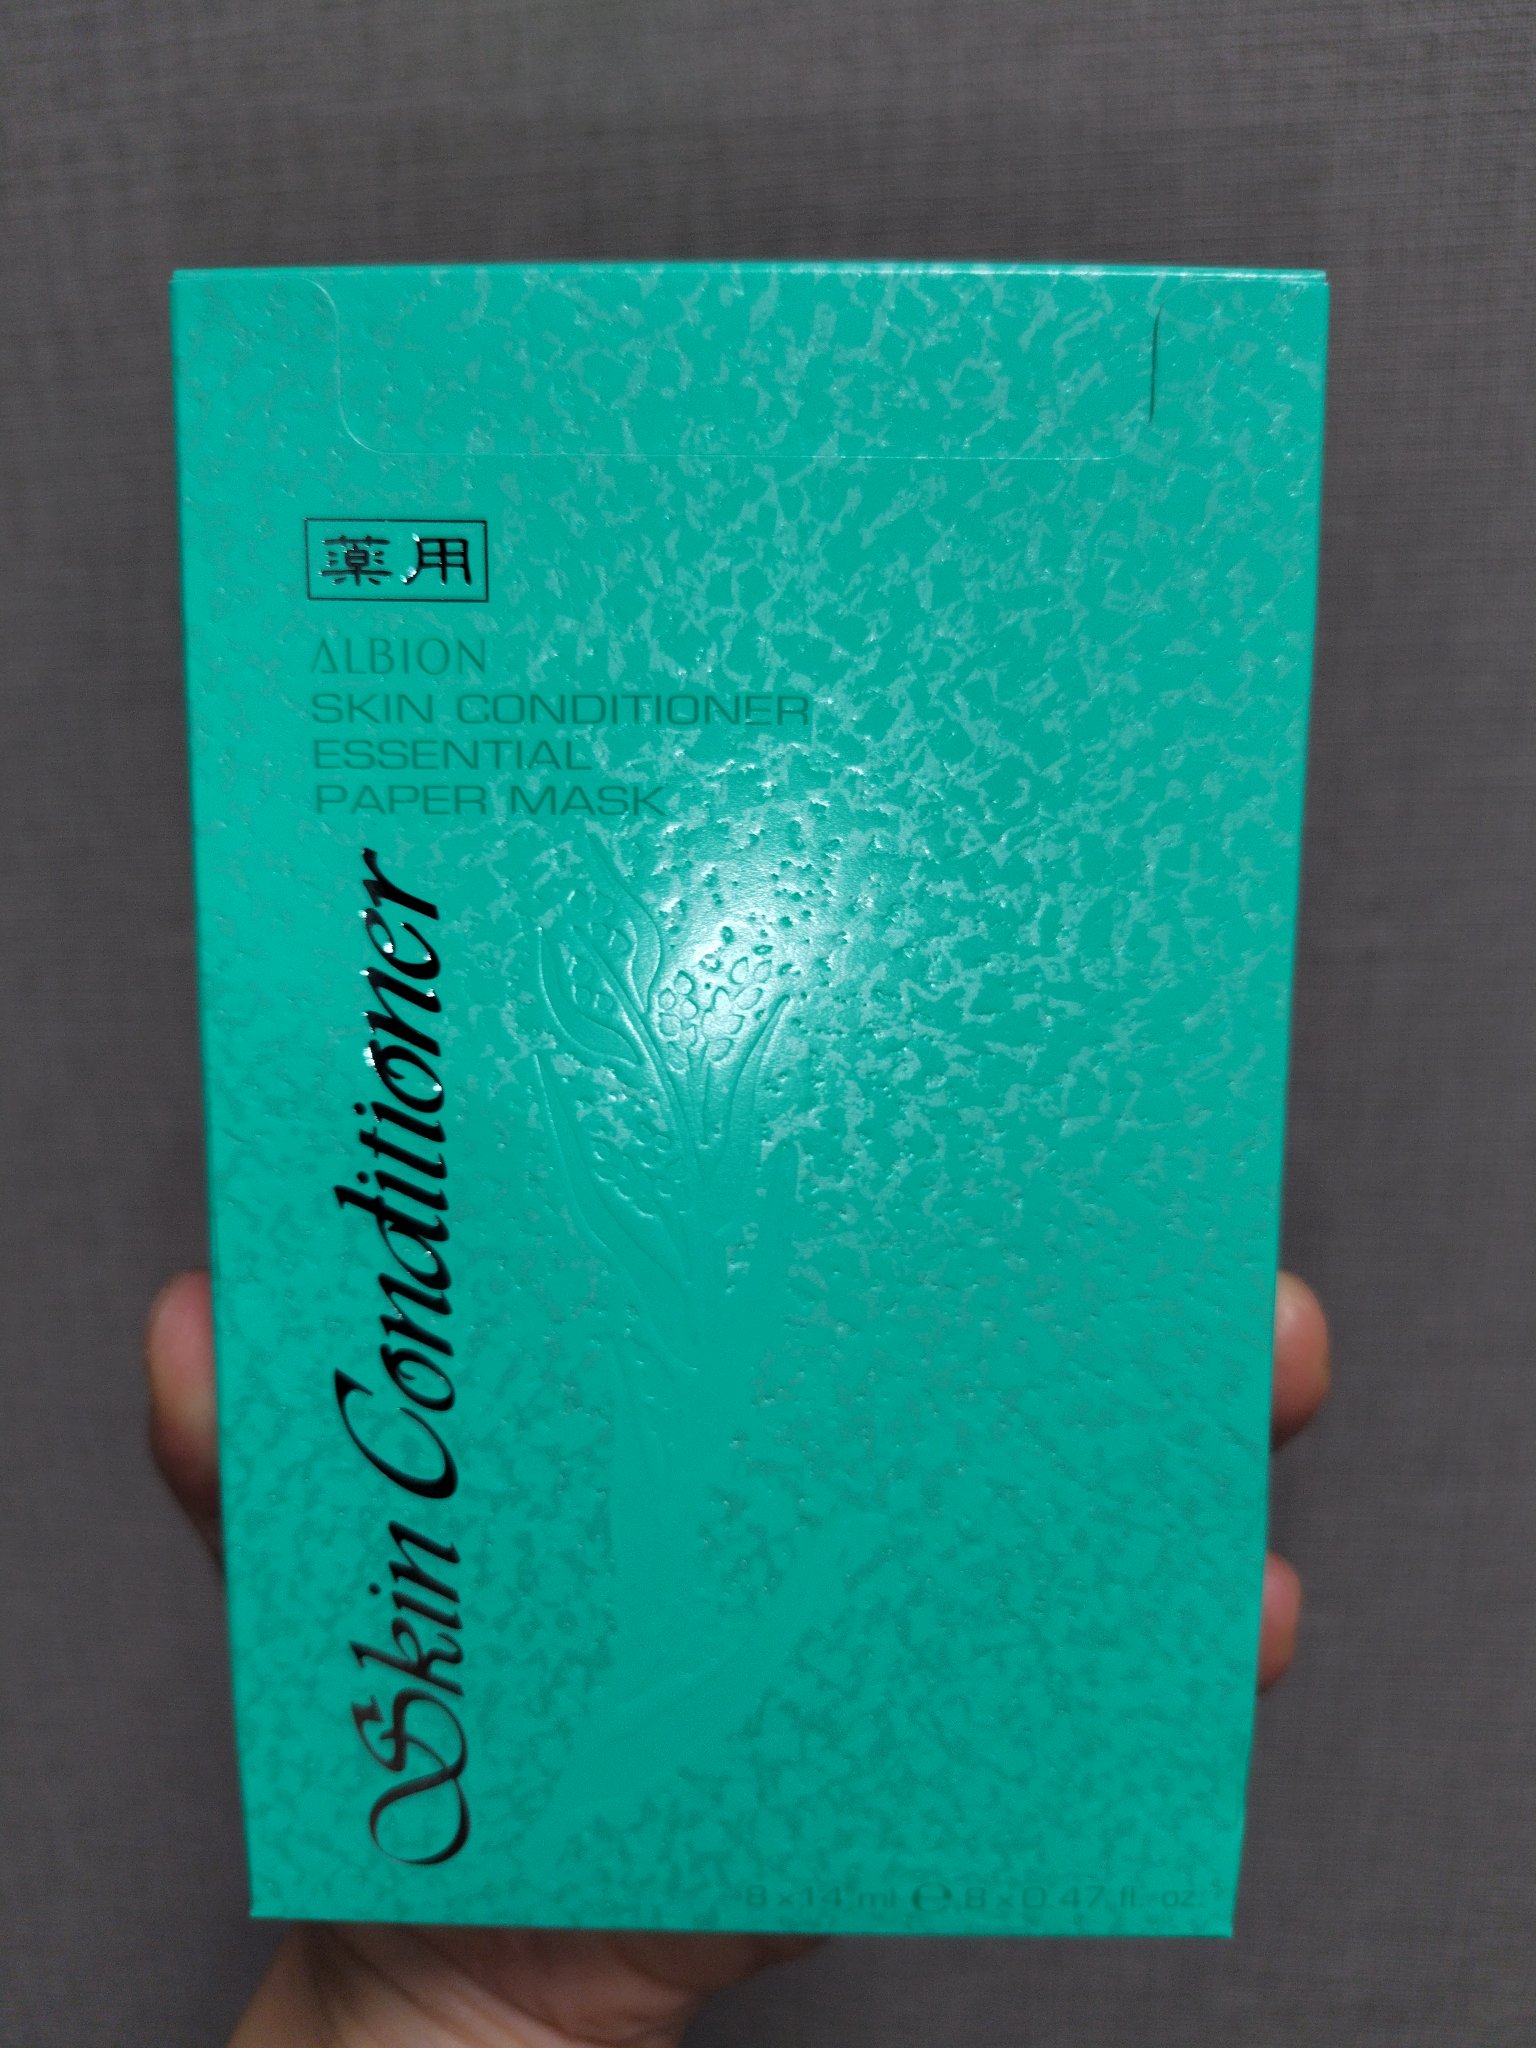 薬用
ALBION
SKIN CONDITIONER
ESSENTIAL
PAPER MASK
Skin Conditioner
8 x 14 ml ℮ 8 x 0.47 fl. oz.